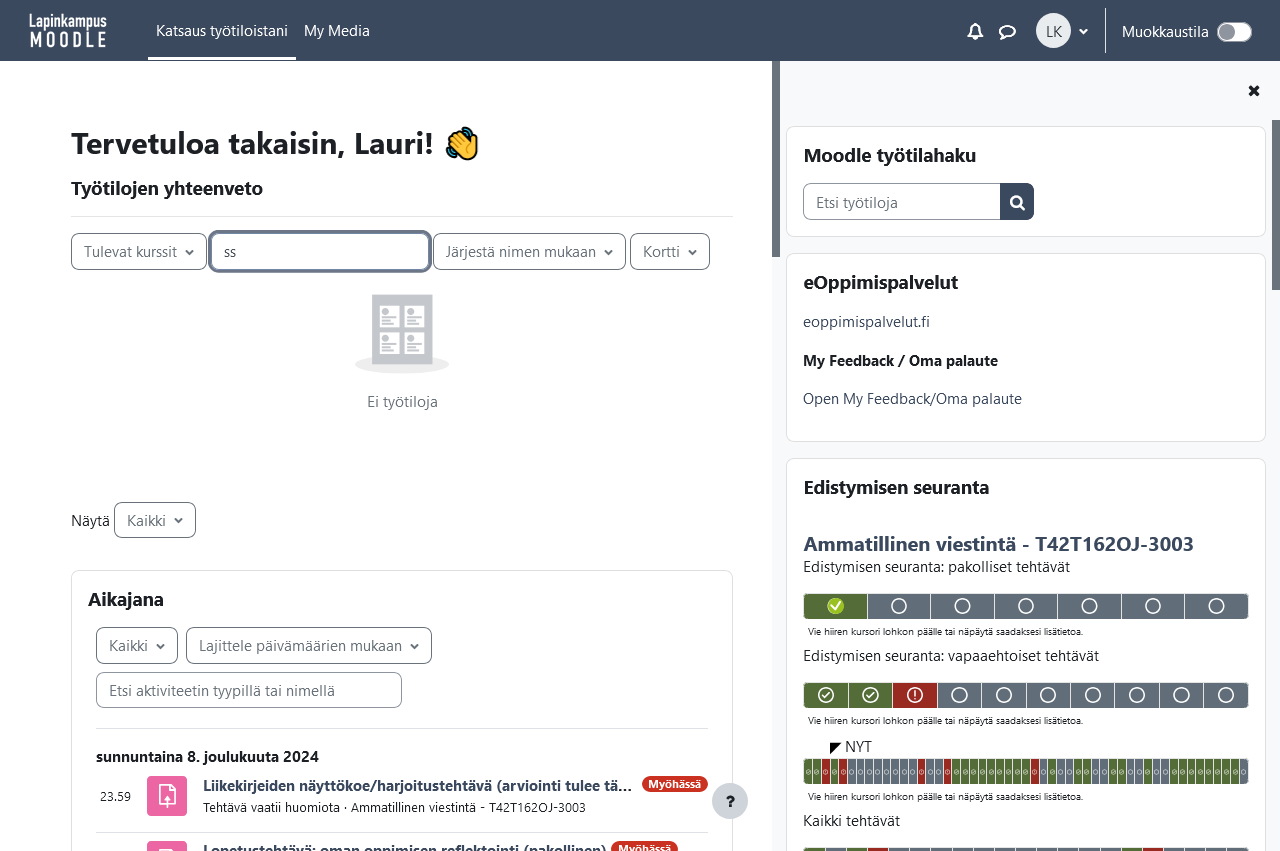 Lapinkampus
MOODLE
Katsaus työtiloistani
My Media
LK
Muokkaustila
Tervetuloa takaisin, Lauri!
Työtilojen yhteenveto
Tulevat kurssit
ss
Järjestä nimen mukaan
Kortti
Ei työtiloja
Näytä
Kaikki
Aikajana
Kaikki
Lajittele päivämäärien mukaan
Etsi aktiviteetin tyypillä tai nimellä
sunnuntaina 8. joulukuuta 2024
23.59
Liikekirjeiden näyttökoe/harjoitustehtävä (arviointi tulee tä...
Myöhässä
Tehtävä vaatii huomiota · Ammatillinen viestintä - T42T162OJ-3003
Lopetustehtävä: oman oppimisen reflektointi (pakollinen)
Myöhässä
?
Moodle työtilahaku
Etsi työtiloja
eOppimispalvelut
eoppimispalvelut.fi
My Feedback / Oma palaute
Open My Feedback/Oma palaute
Edistymisen seuranta
Ammatillinen viestintä - T42T162OJ-3003
Edistymisen seuranta: pakolliset tehtävät
Vie hiiren kursori lohkon päälle tai näpäytä saadaksesi lisätietoa.
Edistymisen seuranta: vapaaehtoiset tehtävät
Vie hiiren kursori lohkon päälle tai näpäytä saadaksesi lisätietoa.
NYT
Vie hiiren kursori lohkon päälle tai näpäytä saadaksesi lisätietoa.
Kaikki tehtävät